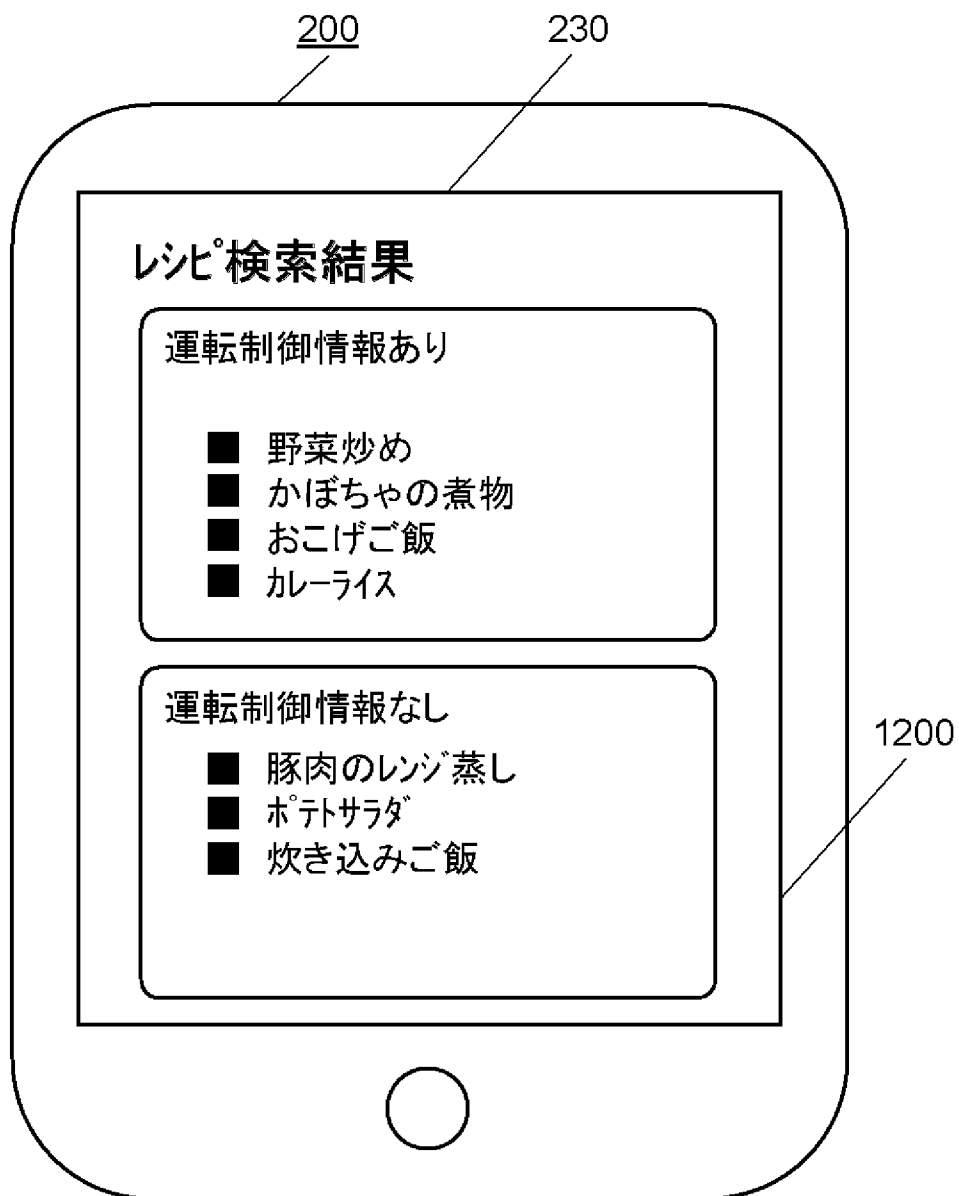 200 230
ﾚｼﾋﾟ検索結果
運転制御情報あり
■ 野菜炒め
■ かぼちゃの煮物
■ おこげご飯
■ ｶﾚｰﾗｲｽ
運転制御情報なし
1200
■ 豚肉のﾚﾝｼﾞ蒸し
■ ﾎﾟﾃﾄｻﾗﾀﾞ
■ 炊き込みご飯